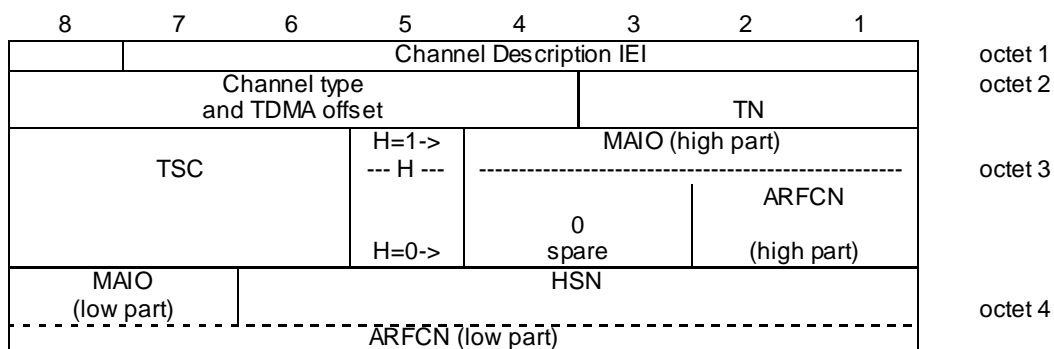 8 7 6 5 4 3 2 1
Channel Description IEI octet 1
Channel type octet 2
and TDMA offset TN
H=1-> MAIO (high part)
TSC --- H --- octet 3
ARFCN
0
H=0-> spare (high part)
MAIO HSN
(low part) octet 4
ARFCN (low part)